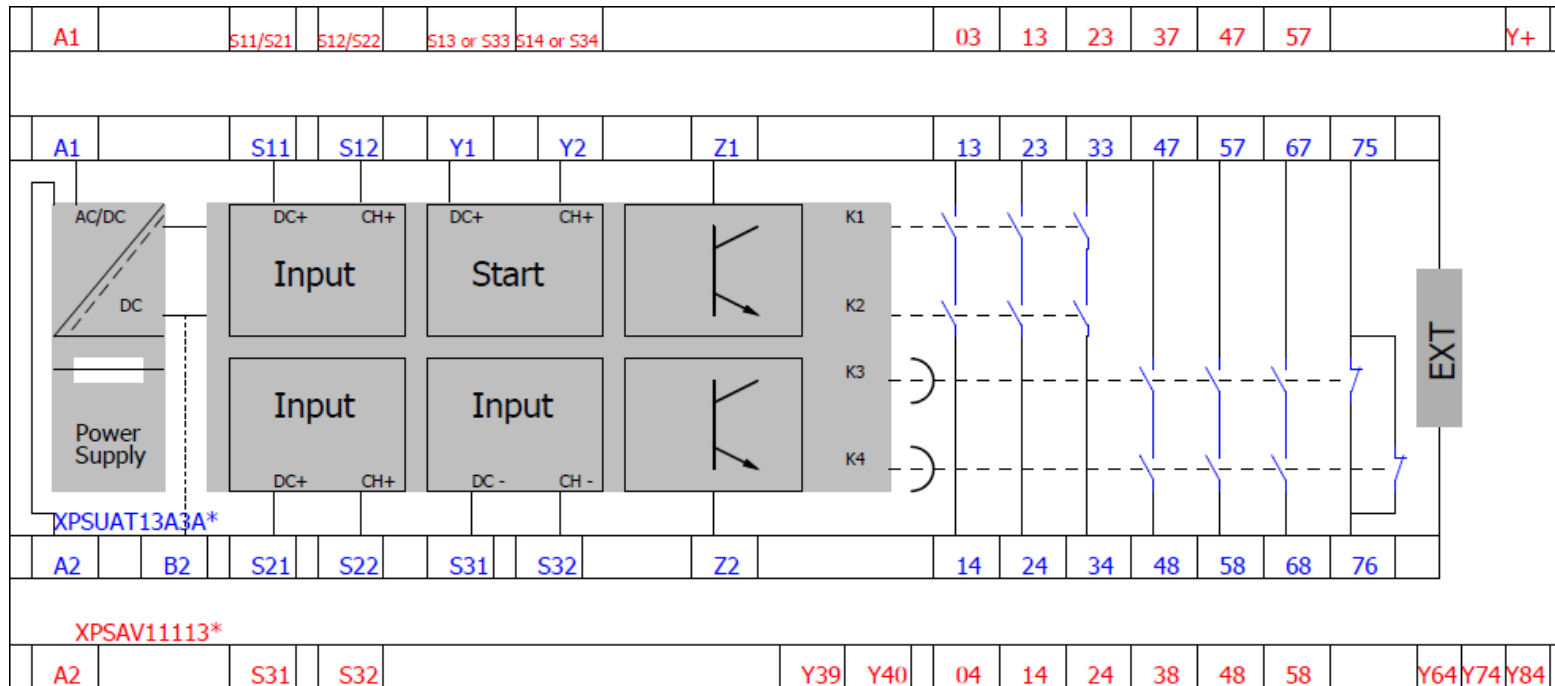 A1 S11/S21 S12/S22 S13 or S33 S14 or S34 03 13 23 37 47 57 Y+
A1 S11 S12 Y1 Y2 Z1 13 23 33 47 57 67 75
AC/DC DC+ CH+ DC+ CH+ K1
Input Start
DC K2
EXT
K3
Input Input
Power Supply K4
DC+ CH+ DC - CH -
XPSUAT13A3A*
A2 B2 S21 S22 S31 S32 Z2 14 24 34 48 58 68 76
XPSAV11113*
A2 S31 S32 Y39 Y40 04 14 24 38 48 58 Y64 Y74 Y84